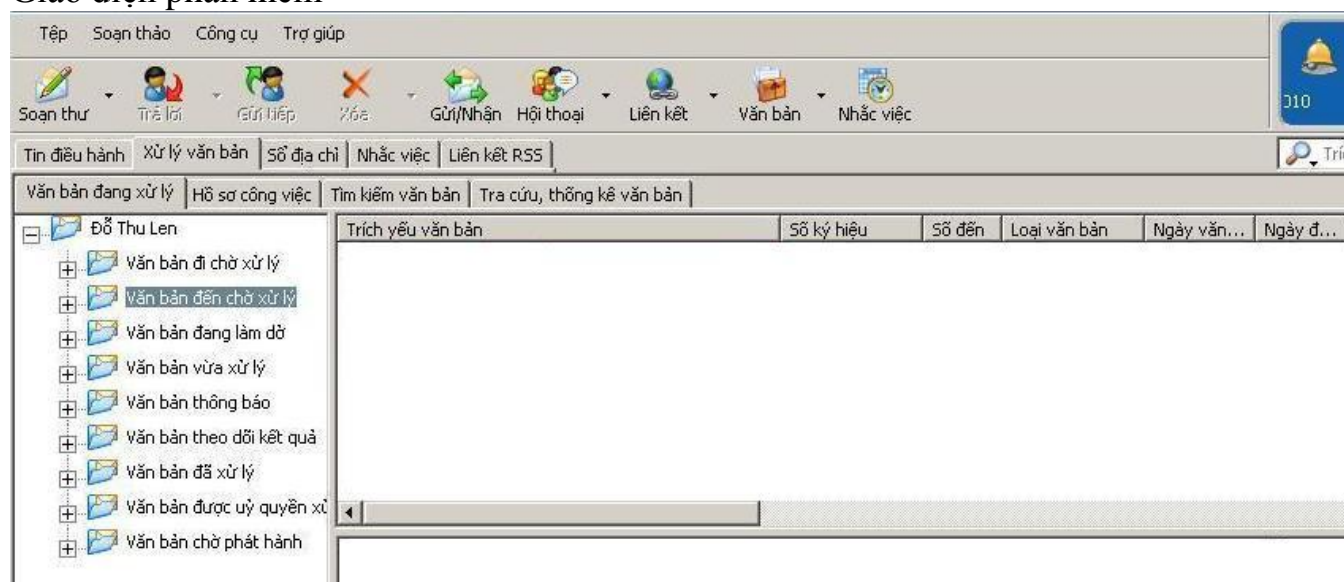 Giao diện phần mềm
Tệp Soạn thảo Công cụ Trợ giúp
Soạn thư Trả lời Gửi tiếp Xóa Gửi/Nhận Hội thoại Liên kết Văn bản Nhắc việc
010
Tin điều hành Xử lý văn bản Sổ địa chỉ Nhắc việc Liên kết RSS Trí
Văn bản đang xử lý Hồ sơ công việc Tìm kiếm văn bản Tra cứu, thống kê văn bản
Đỗ Thu Len Trích yếu văn bản Số ký hiệu Số đến Loại văn bản Ngày văn... Ngày đ...
Văn bản đi chờ xử lý
Văn bản đến chờ xử lý
Văn bản đang làm dở
Văn bản vừa xử lý
Văn bản thông báo
Văn bản theo dõi kết quả
Văn bản đã xử lý
Văn bản được uỷ quyền xử
Văn bản chờ phát hành